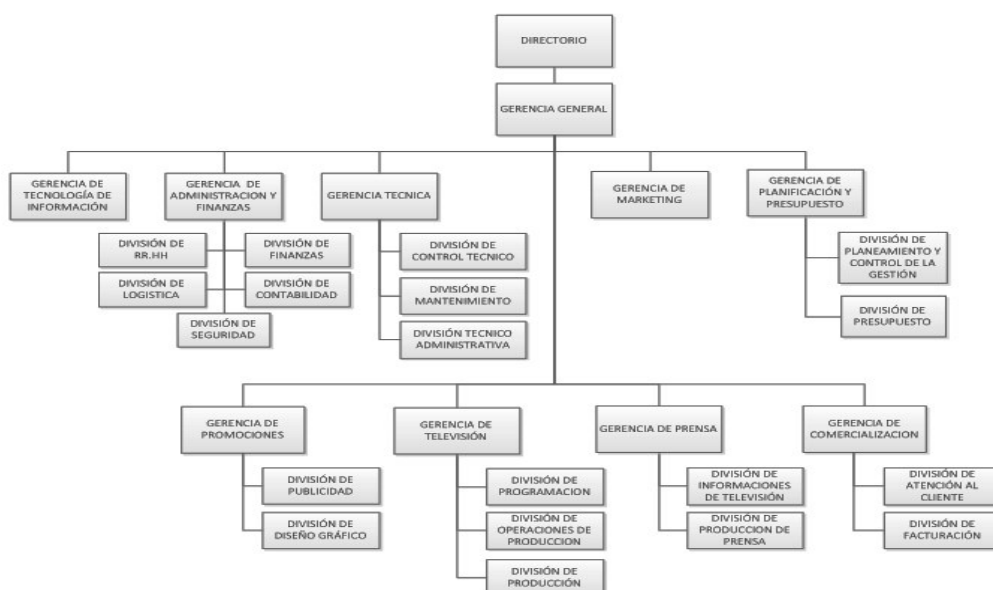 DIRECTORIO
GERENCIA GENERAL
GERENCIA DE
TECNOLOGÍA DE
INFORMACIÓN
GERENCIA DE
ADMINISTRACION Y
FINANZAS
GERENCIA TECNICA
GERENCIA DE
MARKETING
GERENCIA DE
PLANIFICACIÓN Y
PRESUPUESTO
DIVISIÓN DE
RR.HH
DIVISIÓN DE
FINANZAS
DIVISIÓN DE
LOGISTICA
DIVISIÓN DE
CONTABILIDAD
DIVISIÓN DE
SEGURIDAD
DIVISIÓN DE
CONTROL TECNICO
DIVISIÓN DE
MANTENIMIENTO
DIVISIÓN TECNICO
ADMINISTRATIVA
DIVISIÓN DE
PLANEAMIENTO Y
CONTROL DE LA
GESTIÓN
DIVISIÓN DE
PRESUPUESTO
GERENCIA DE
PROMOCIONES
GERENCIA DE
TELEVISIÓN
GERENCIA DE PRENSA
GERENCIA DE
COMERCIALIZACION
DIVISIÓN DE
PUBLICIDAD
DIVISIÓN DE
DISEÑO GRÁFICO
DIVISIÓN DE
PROGRAMACION
DIVISIÓN DE
OPERACIONES DE
PRODUCCION
DIVISIÓN DE
PRODUCCIÓN
DIVISIÓN DE
INFORMACIONES
DE TELEVISIÓN
DIVISIÓN DE
PRODUCCION DE
PRENSA
DIVISIÓN DE
ATENCIÓN AL
CLIENTE
DIVISIÓN DE
FACTURACIÓN